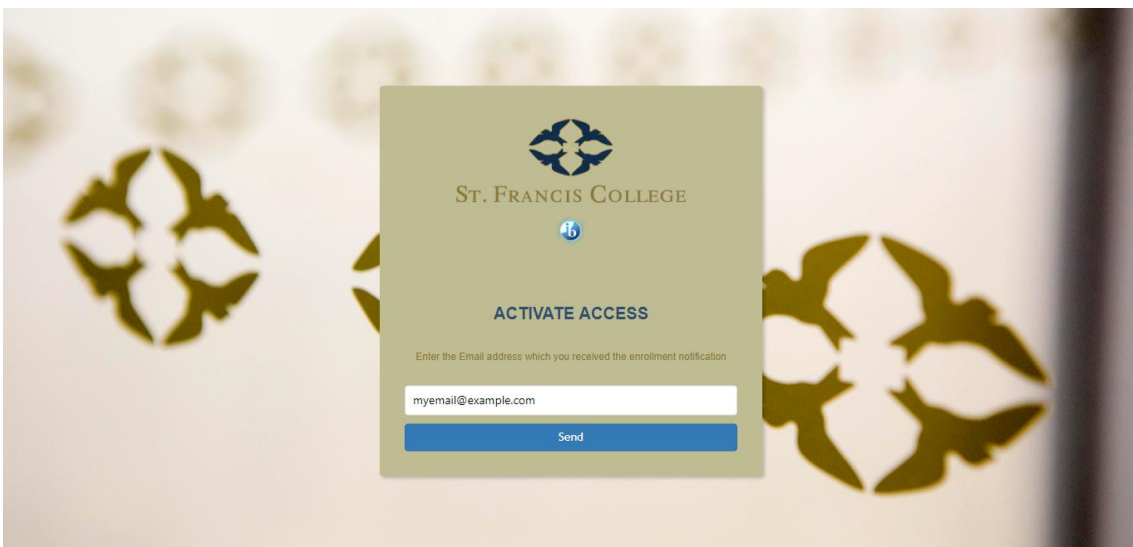 ST. FRANCIS COLLEGE
ib
ACTIVATE ACCESS
Enter the Email address which you received the enrollment notification
myemail@example.com
Send